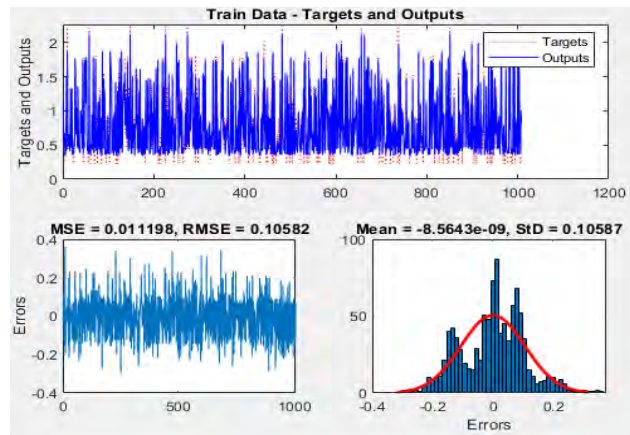 Train Data - Targets and Outputs
Targets and Outputs
2
1.5
1
0.5
0
Targets
Outputs
0 200 400 600 800 1000 1200
MSE = 0.011198, RMSE = 0.10582
Errors
0.4
0.2
0
-0.2
-0.4
0 500 1000
Mean = -8.5643e-09, StD = 0.10587
100
50
0
-0.4 -0.2 0 0.2
Errors